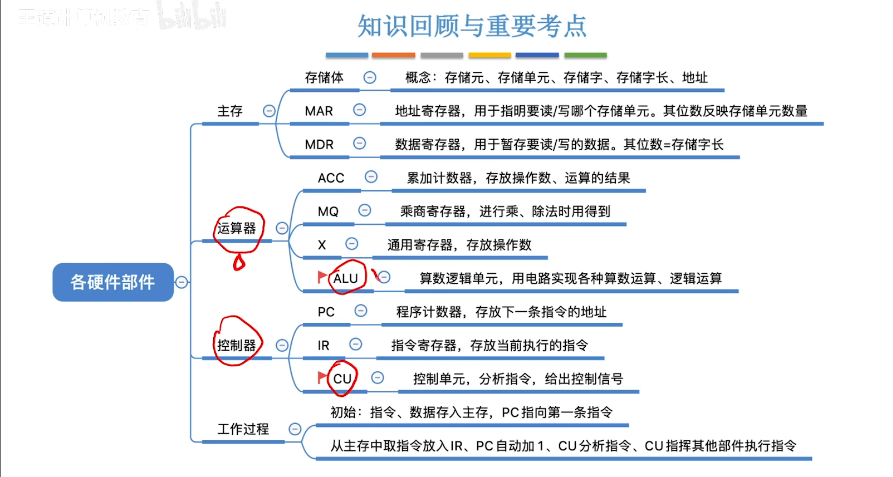 王道计算机教育 bilibili
知识回顾与重要考点
各硬件部件
主存
存储体
概念：存储元、存储单元、存储字、存储字长、地址
MAR
地址寄存器，用于指明要读/写哪个存储单元。其位数反映存储单元数量
MDR
数据寄存器，用于暂存要读/写的数据。其位数=存储字长
运算器
ACC
累加计数器，存放操作数、运算的结果
MQ
乘商寄存器，进行乘、除法时用得到
X
通用寄存器，存放操作数
ALU
算数逻辑单元，用电路实现各种算数运算、逻辑运算
控制器
PC
程序计数器，存放下一条指令的地址
IR
指令寄存器，存放当前执行的指令
CU
控制单元，分析指令，给出控制信号
工作过程
初始：指令、数据存入主存，PC指向第一条指令
从主存中取指令放入IR、PC自动加1、CU分析指令、CU指挥其他部件执行指令